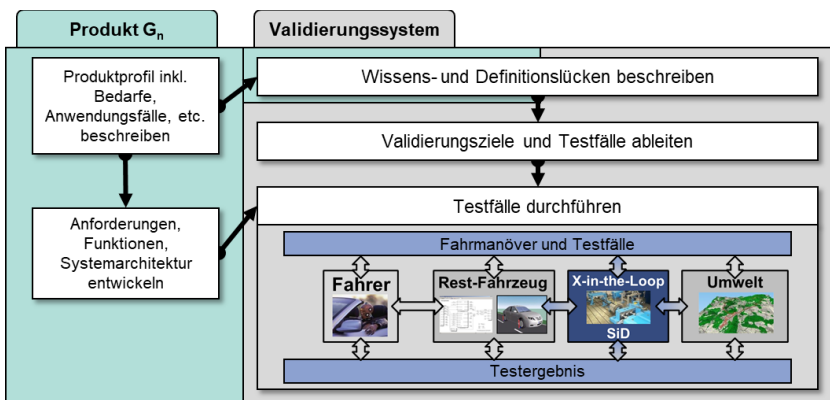 Produkt Gn
Validierungssystem
Produktprofil inkl.
Bedarfe,
Anwendungsfälle, etc.
beschreiben
Wissens- und Definitionslücken beschreiben
Validierungsziele und Testfälle ableiten
Anforderungen,
Funktionen,
Systemarchitektur
entwickeln
Testfälle durchführen
Fahrmanöver und Testfälle
Fahrer
Rest-Fahrzeug
X-in-the-Loop
SiD
Umwelt
Testergebnis